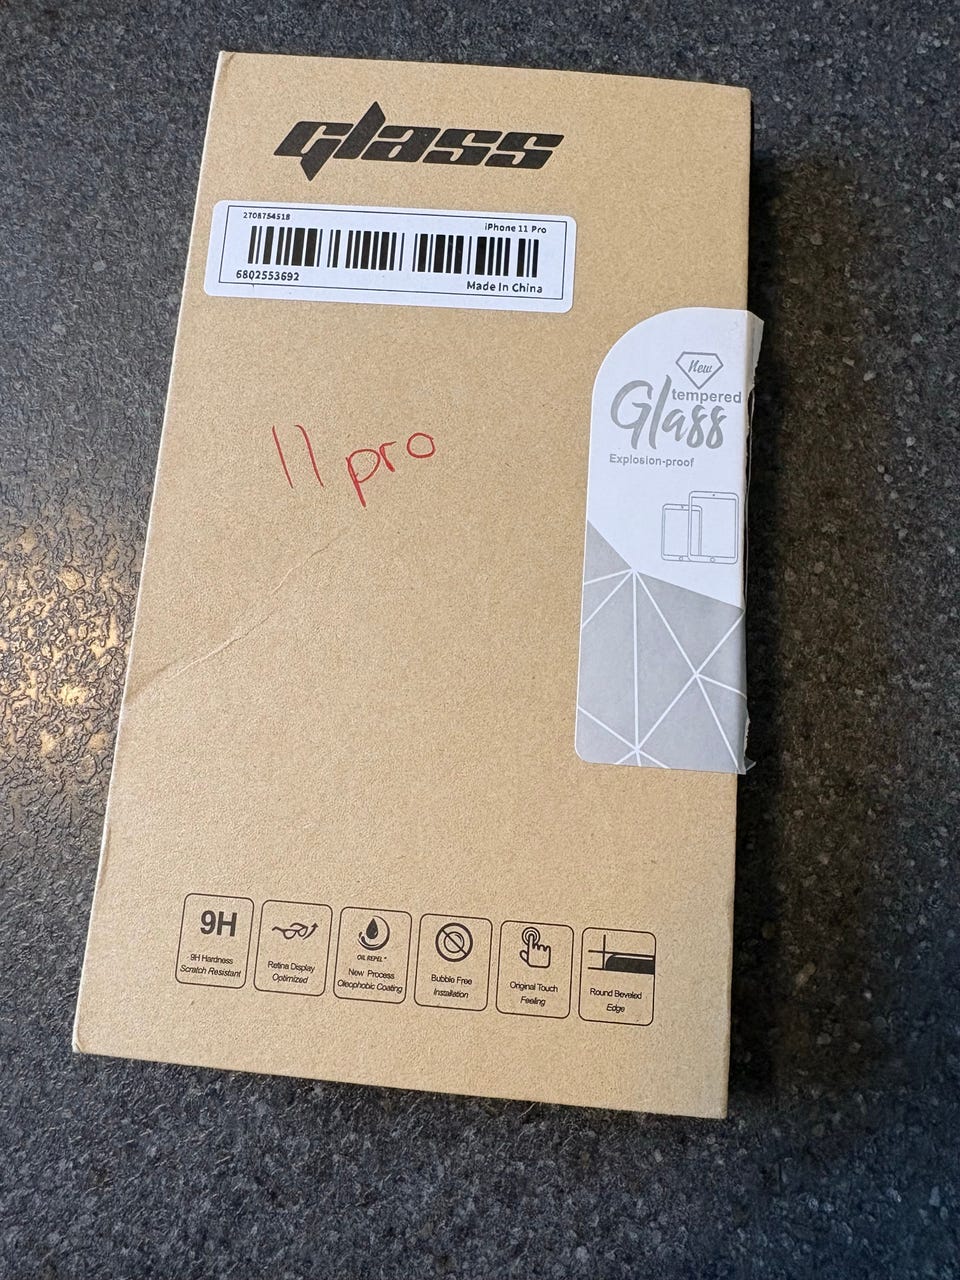 glass
2708754518
iPhone 11 Pro
6802553692
Made In China
New
tempered
Glass
Explosion-proof
11 pro
9H
9H Hardness
Scratch Resistant
Retina Display
Optimized
OIL REPEL+
New Process
Oleophobic Coating
Bubble Free
Installation
Original Touch
Feeling
Round Beveled
Edge